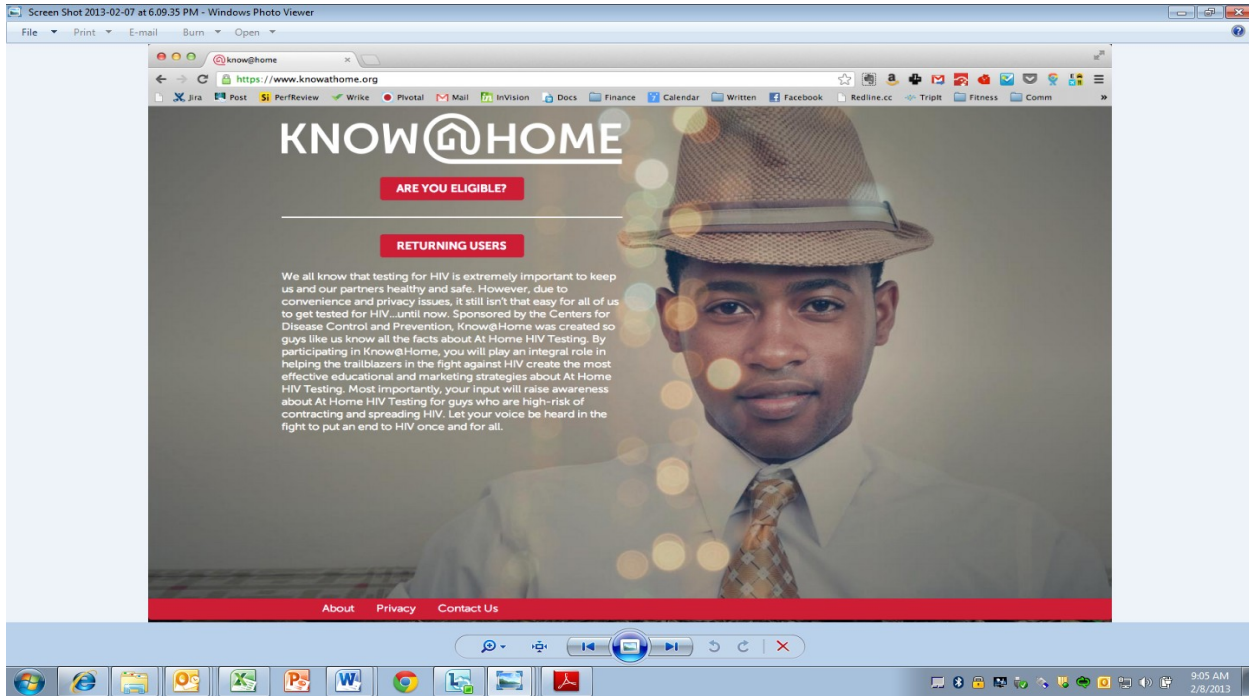 Screen Shot 2013-02-07 at 6.09.35 PM - Windows Photo Viewer
File Print E-mail Burn Open
know@home
https://www.knowathome.org
Jira Post Si PerfReview Wrike Pivotal Mail InVision Docs Finance Calendar Written Facebook Redline.cc TripIt Fitness Comm »
KNOW@HOME
ARE YOU ELIGIBLE?
RETURNING USERS
We all know that testing for HIV is extremely important to keep
us and our partners healthy and safe. However, due to
convenience and privacy issues, it still isn't that easy for all of us
to get tested for HIV...until now. Sponsored by the Centers for
Disease Control and Prevention, Know@Home was created so
guys like us know all the facts about At Home HIV Testing. By
participating in Know@Home, you will play an integral role in
helping the trailblazers in the fight against HIV create the most
effective educational and marketing strategies about At Home
HIV Testing. Most importantly, your input will raise awareness
about At Home HIV Testing for guys who are high-risk of
contracting and spreading HIV. Let your voice be heard in the
fight to put an end to HIV once and for all.
About Privacy Contact Us
9:05 AM
2/8/2013